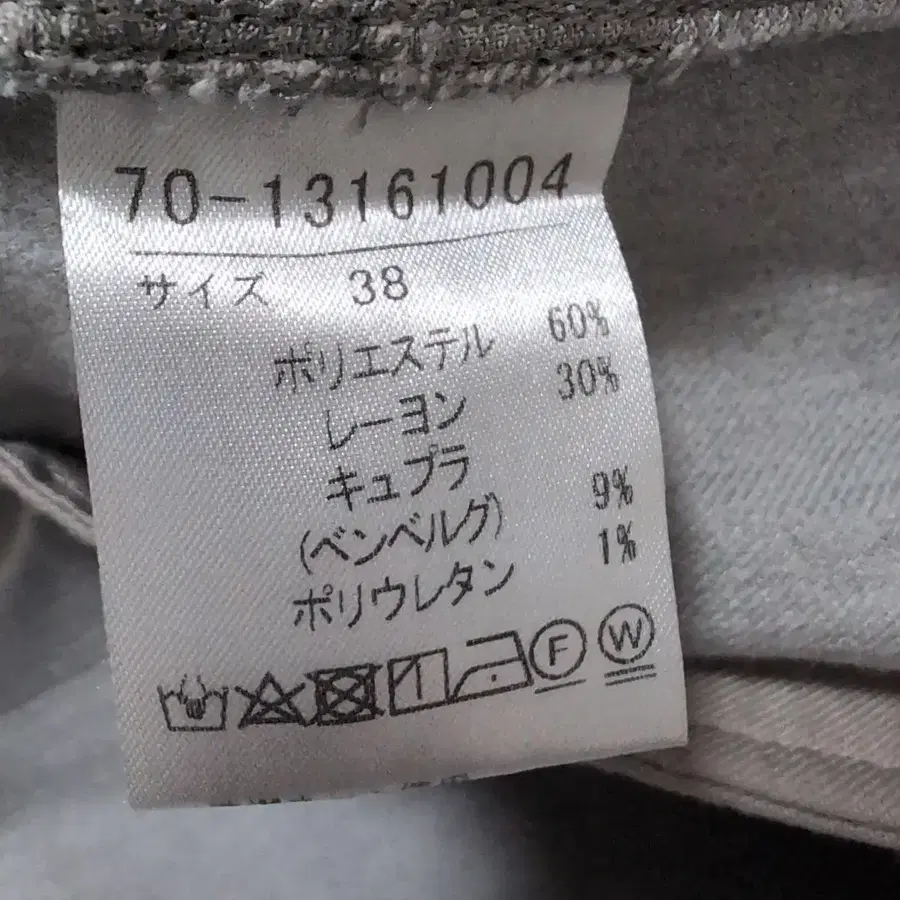 70-13161004
サイズ 38
ポリエステル 60%
レーヨン 30%
キュプラ
(ベンベルグ) 9%
ポリウレタン 1%
F W